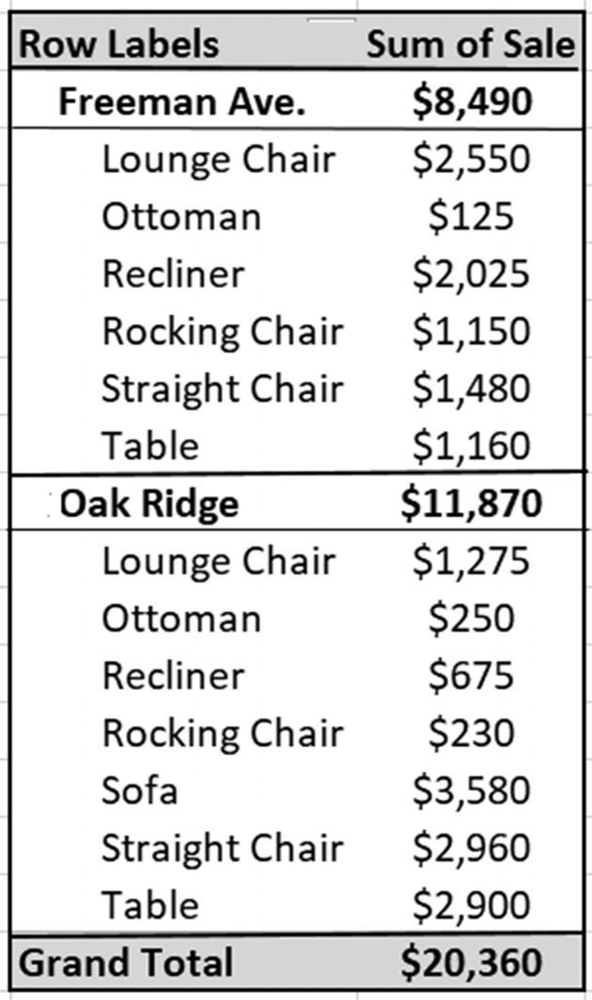 Row Labels Sum of Sale
Freeman Ave. $8,490
Lounge Chair $2,550
Ottoman $125
Recliner $2,025
Rocking Chair $1,150
Straight Chair $1,480
Table $1,160
Oak Ridge $11,870
Lounge Chair $1,275
Ottoman $250
Recliner $675
Rocking Chair $230
Sofa $3,580
Straight Chair $2,960
Table $2,900
Grand Total $20,360